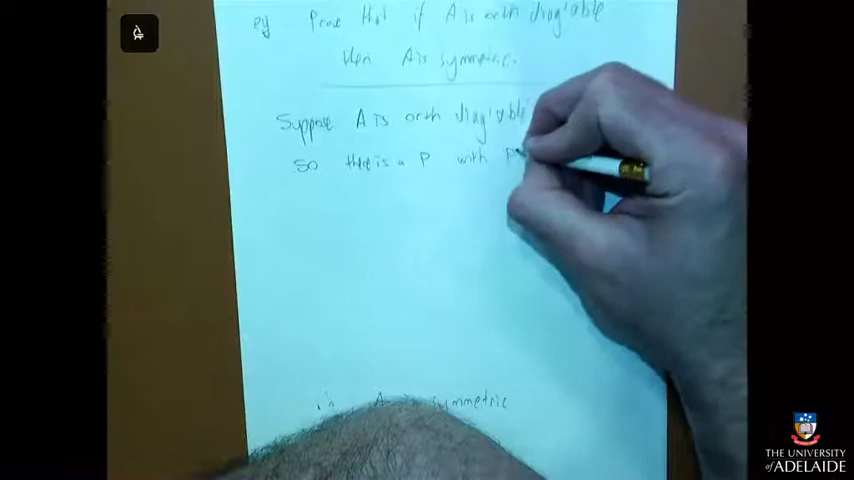 eg Prove that if A is orth diag'able
then A is symmetric.
Suppose A is orth diag'able
So there is a P with P
A symmetric
THE UNIVERSITY
of ADELAIDE